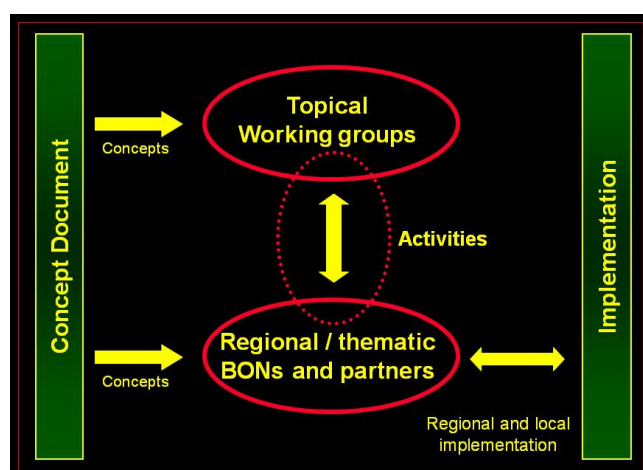 Concept Document
Topical
Working groups
Concepts
Activities
Regional / thematic
BONs and partners
Concepts
Regional and local
implementation
Implementation